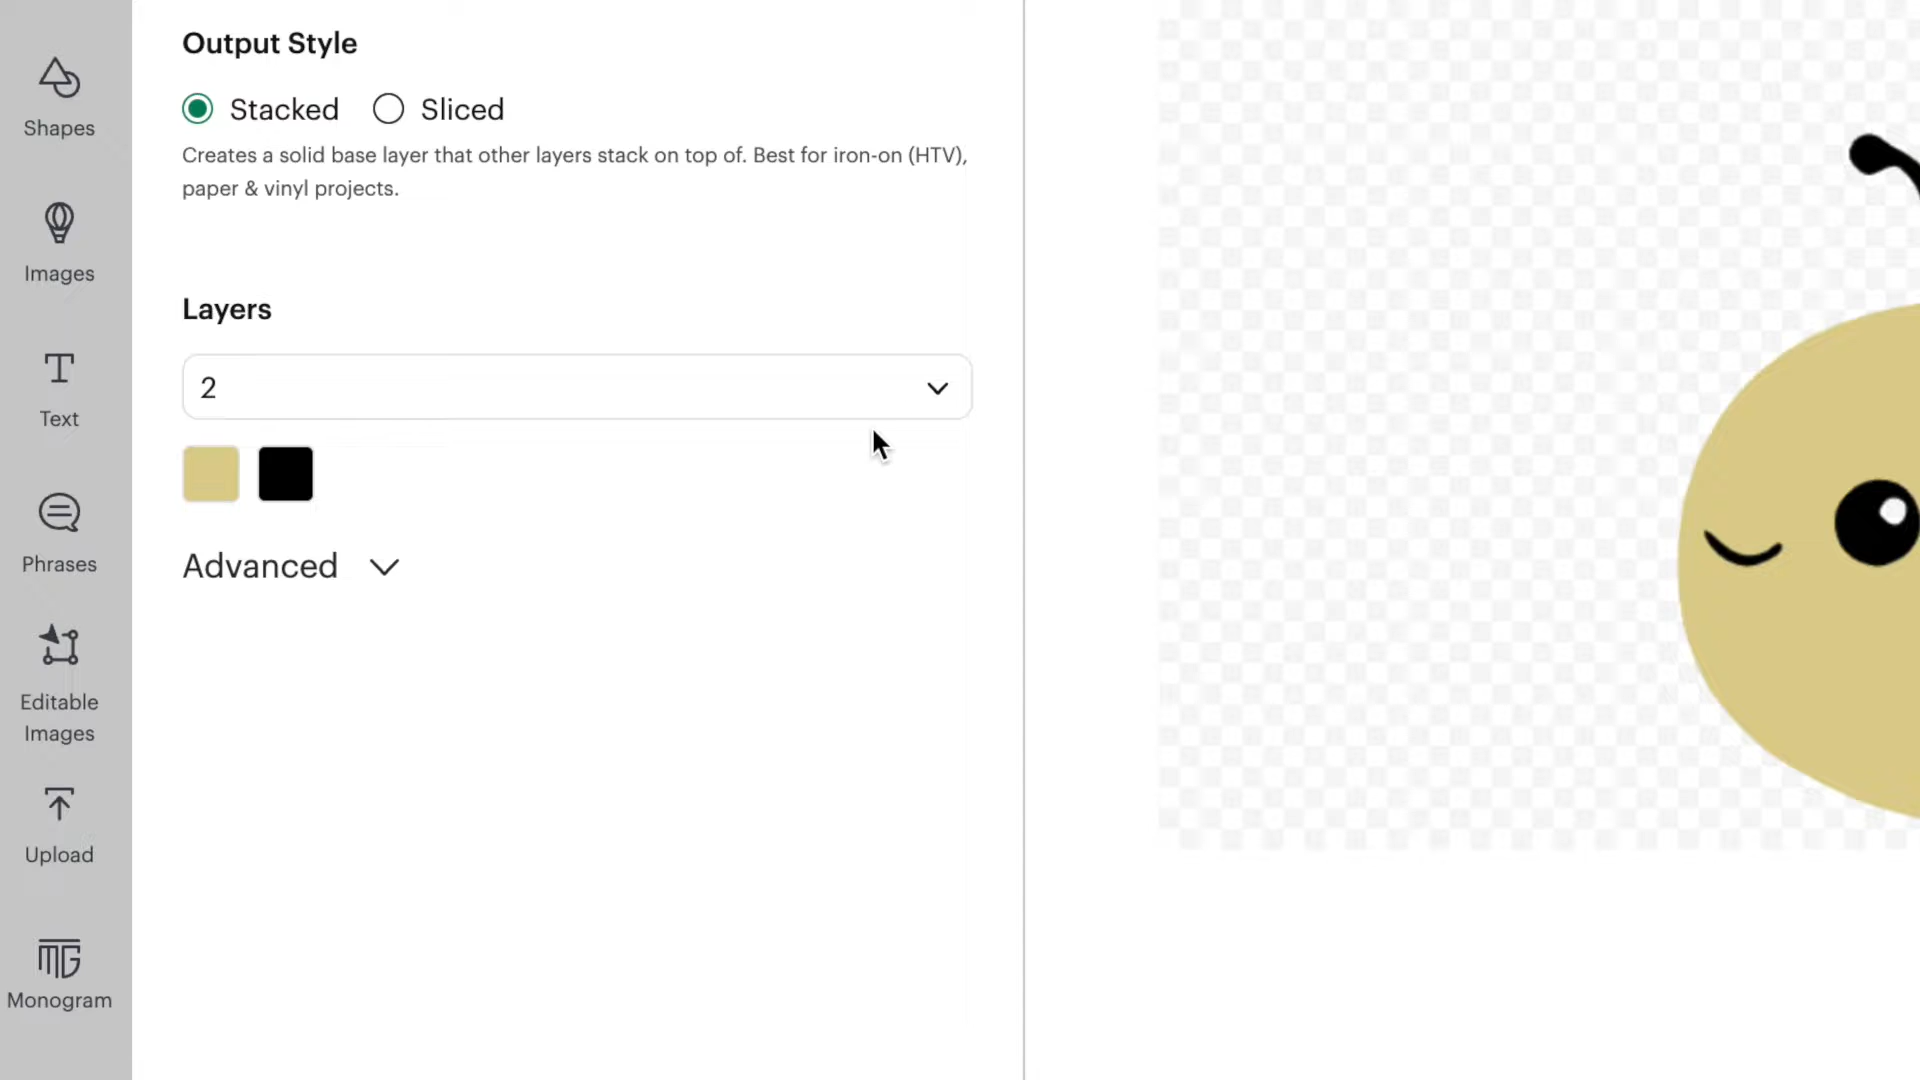 Shapes
Images
Text
Phrases
Editable
Images
Upload
Monogram
Output Style
Stacked
Sliced
Creates a solid base layer that other layers stack on top of. Best for iron-on (HTV),
paper & vinyl projects.
Layers
2
Advanced